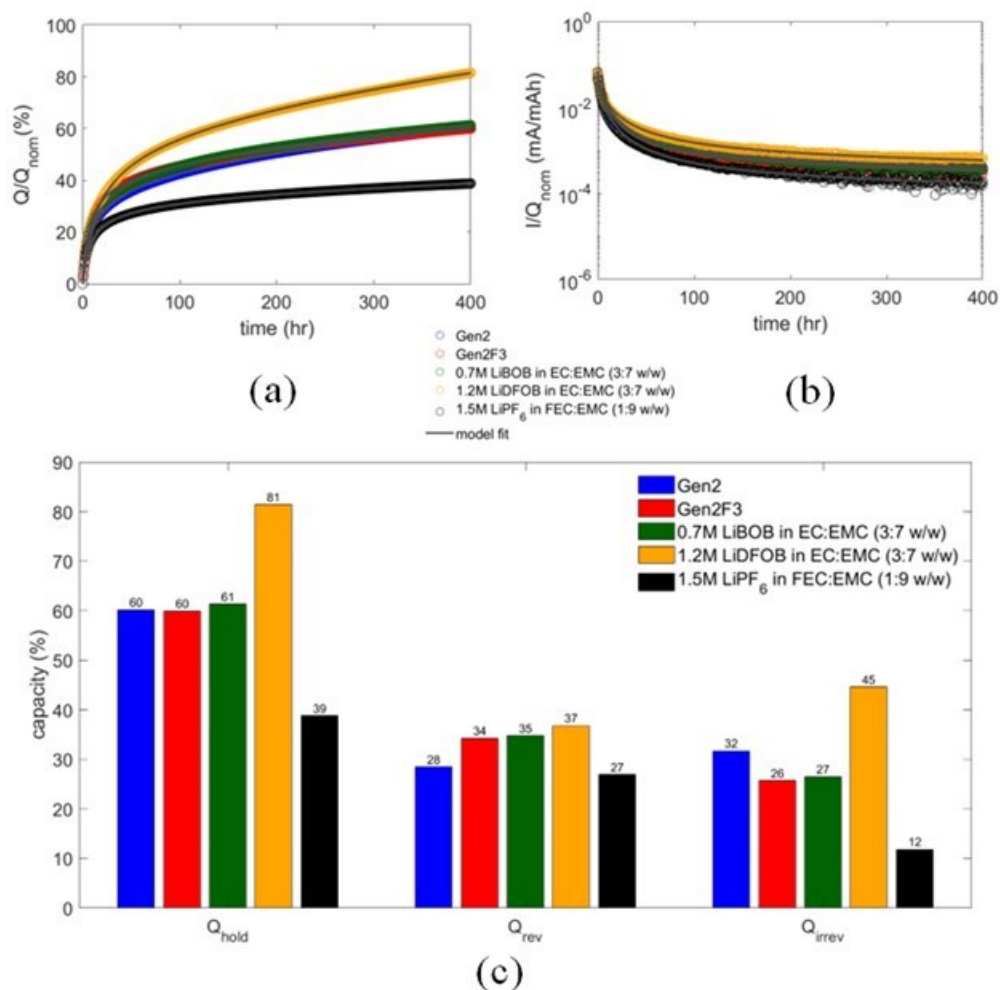 100
80
60
40
20
0
Q/Q_nom(%)
0 100 200 300 400
time (hr)
(a)
10^0
10^-2
10^-4
10^-6
I/Q_nom (mA/mAh)
0 100 200 300 400
time (hr)
(b)
Gen2
Gen2F3
0.7M LiBOB in EC:EMC (3:7 w/w)
1.2M LiDFOB in EC:EMC (3:7 w/w)
1.5M LiPF_6 in FEC:EMC (1:9 w/w)
model fit
90
80
70
60
50
40
30
20
10
0
capacity (%)
Gen2
Gen2F3
0.7M LiBOB in EC:EMC (3:7 w/w)
1.2M LiDFOB in EC:EMC (3:7 w/w)
1.5M LiPF_6 in FEC:EMC (1:9 w/w)
60 60 61 81 39
28 34 35 37 27
32 26 27 45 12
Q_hold Q_rev Q_irrev
(c)